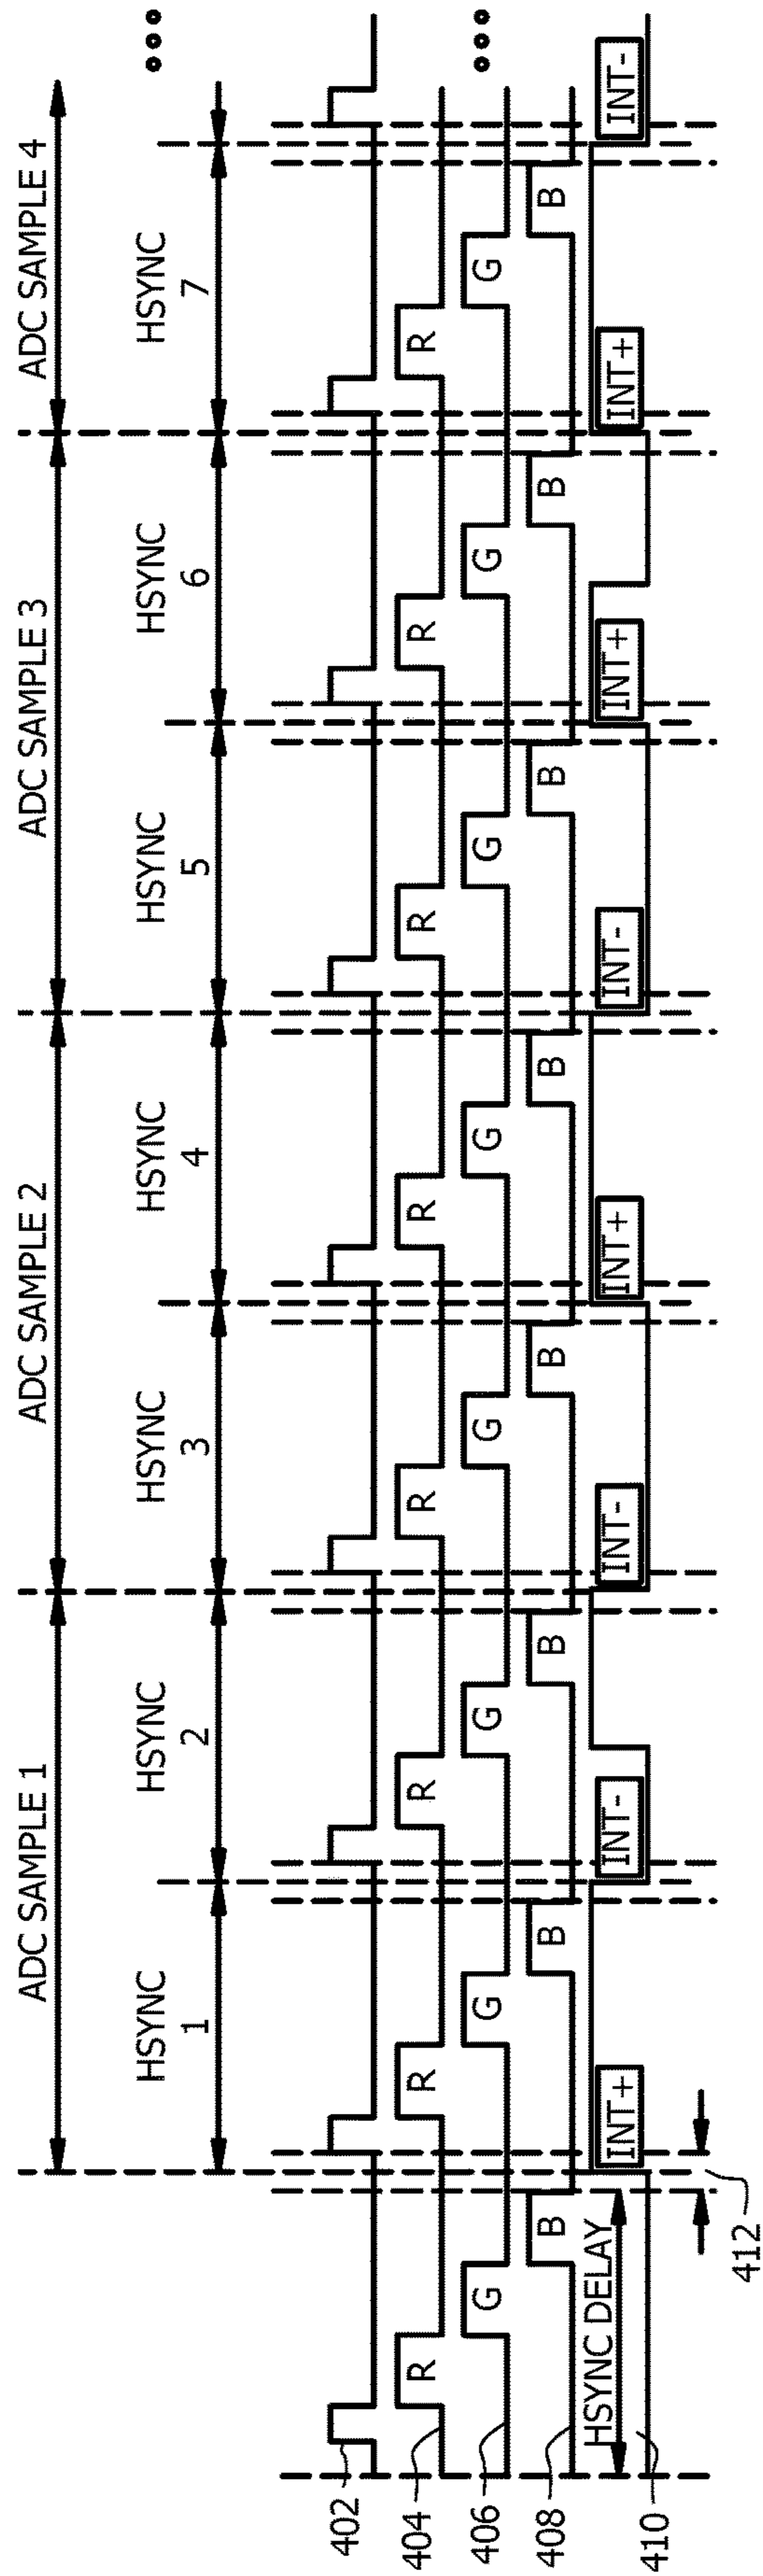 ADC SAMPLE 1 ADC SAMPLE 2 ADC SAMPLE 3 ADC SAMPLE 4
HSYNC HSYNC HSYNC HSYNC HSYNC HSYNC HSYNC
1 2 3 4 5 6 7
402
404 R R R R R R R R
406 G G G G G G G G
408 B B B B B B B B
HSYNC DELAY INT+ INT- INT- INT+ INT- INT+ INT+ INT-
410
412